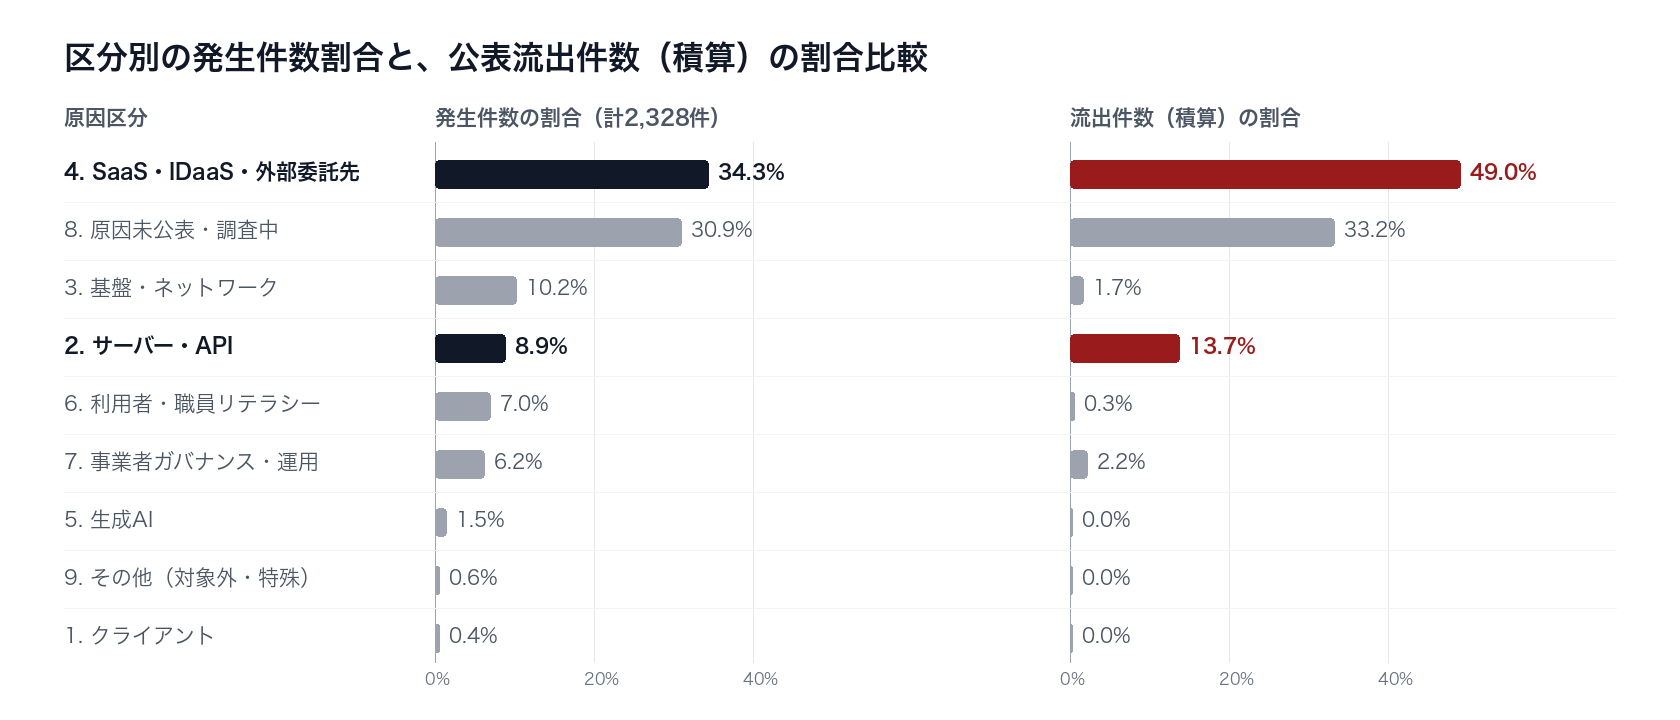 区分別の発生件数割合と、公表流出件数（積算）の割合比較
原因区分 発生件数の割合（計2,328件） 流出件数（積算）の割合
4. SaaS・IDaaS・外部委託先 34.3% 49.0%
8. 原因未公表・調査中 30.9% 33.2%
3. 基盤・ネットワーク 10.2% 1.7%
2. サーバー・API 8.9% 13.7%
6. 利用者・職員リテラシー 7.0% 0.3%
7. 事業者ガバナンス・運用 6.2% 2.2%
5. 生成AI 1.5% 0.0%
9. その他（対象外・特殊） 0.6% 0.0%
1. クライアント 0.4% 0.0%
0% 20% 40% 0% 20% 40%